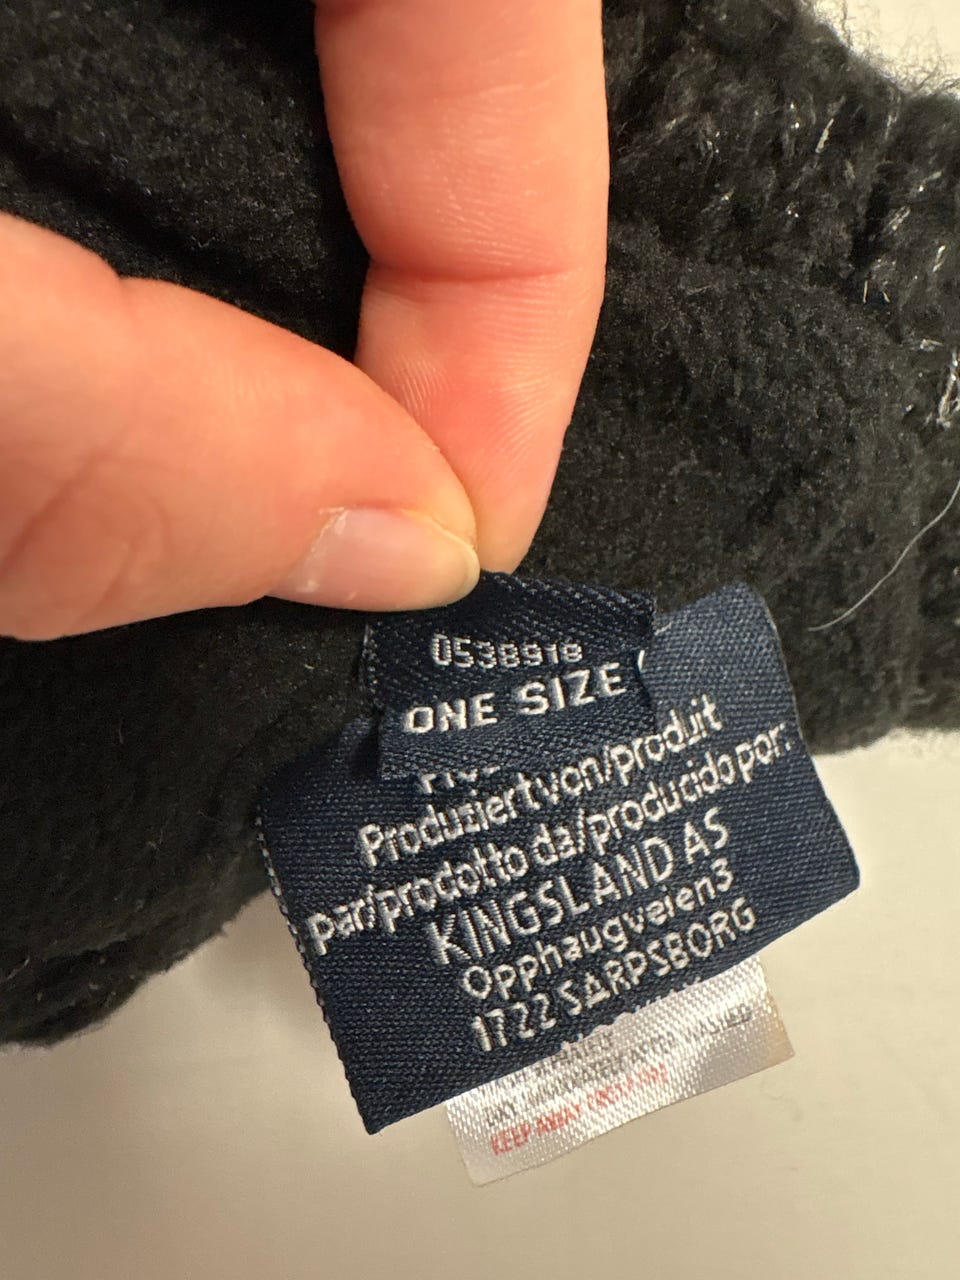 0538918
ONE SIZE
Produziert von/produit
par/prodotto da/producido por:
KINGSLAND AS
Opphaugveien3
1722 SARPSBORG
KEEP AWAY FROM FIRE